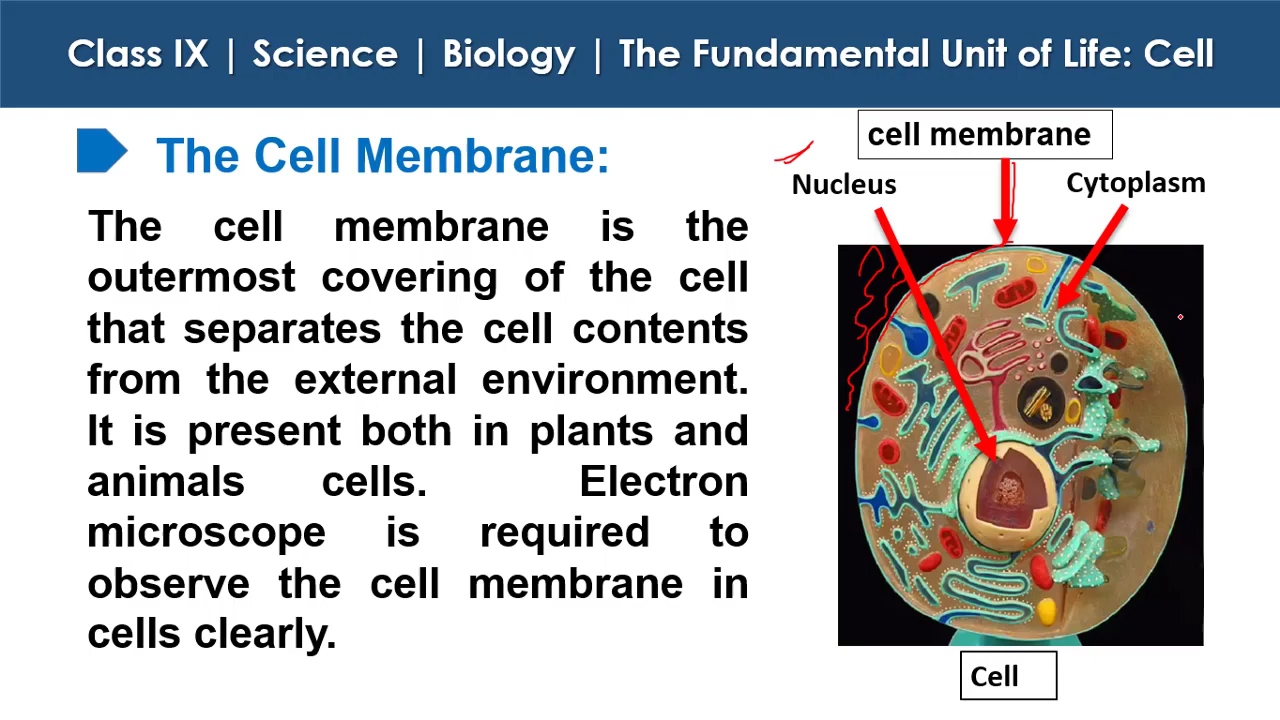 Class IX | Science | Biology | The Fundamental Unit of Life: Cell
The Cell Membrane:
The cell membrane is the
outermost covering of the cell
that separates the cell contents
from the external environment.
It is present both in plants and
animals cells. Electron
microscope is required to
observe the cell membrane in
cells clearly.
cell membrane
Nucleus
Cytoplasm
Cell